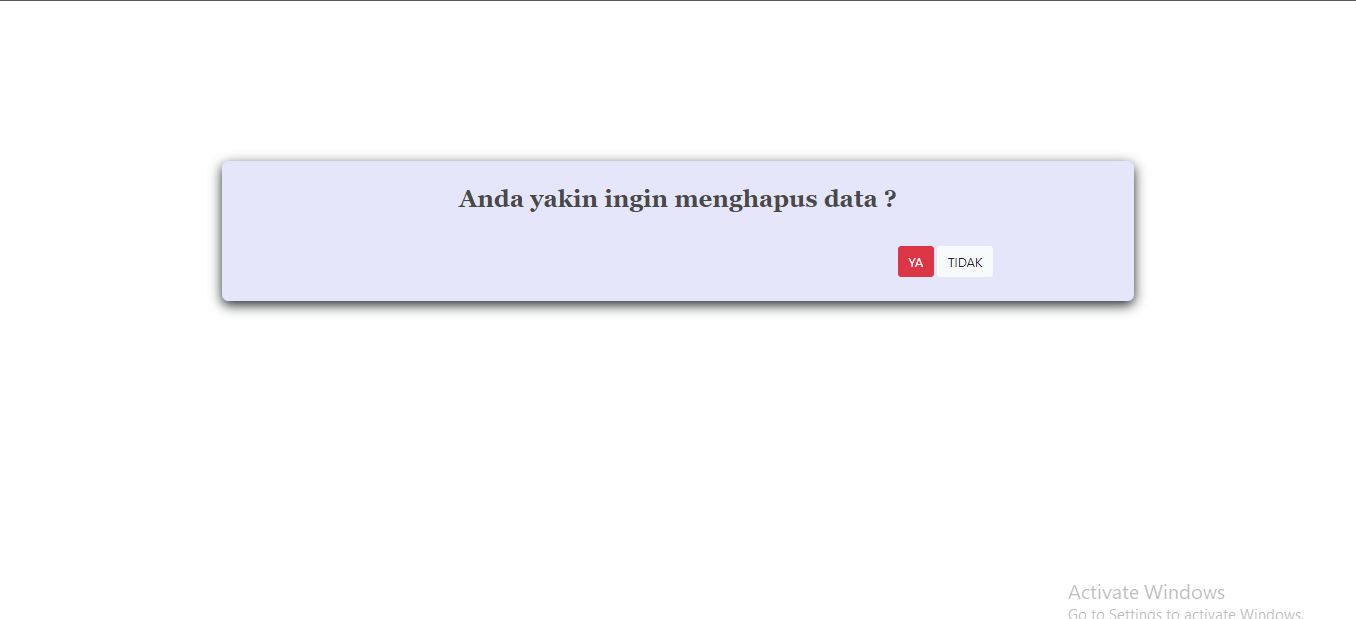 Anda yakin ingin menghapus data ?
YA TIDAK
Activate Windows
Go to Settings to activate Windows.